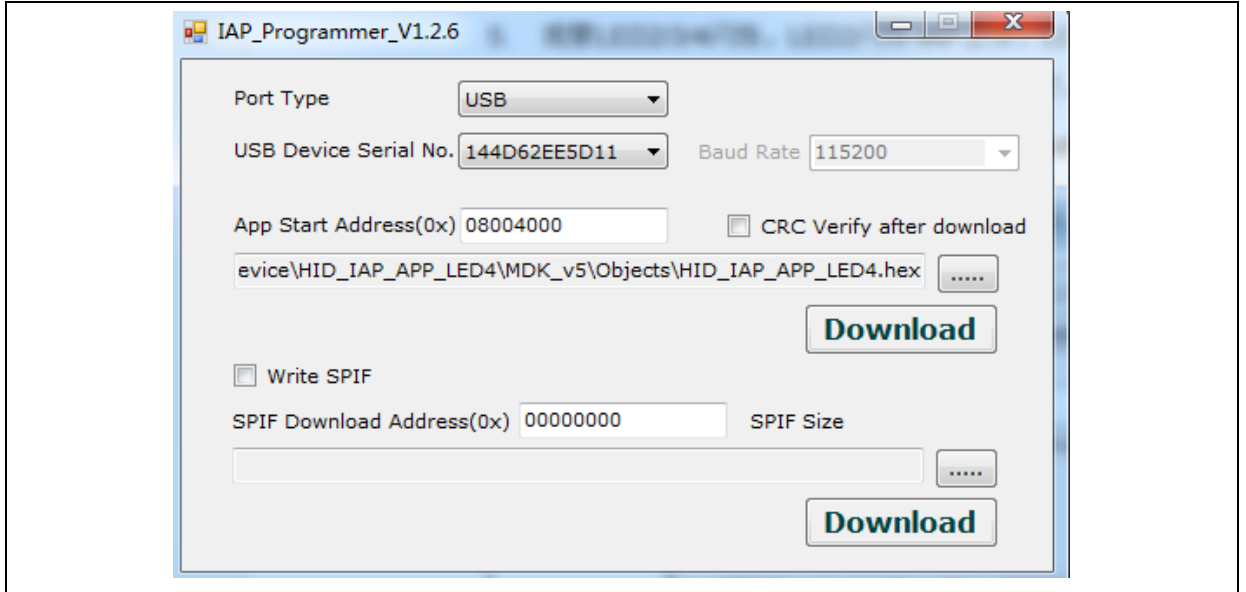 IAP_Programmer_V1.2.6
Port Type USB
USB Device Serial No. 144D62EE5D11 Baud Rate 115200
App Start Address(0x) 08004000 CRC Verify after download
evice\HID_IAP_APP_LED4\MDK_v5\Objects\HID_IAP_APP_LED4.hex .....
Download
Write SPIF
SPIF Download Address(0x) 00000000 SPIF Size
.....
Download